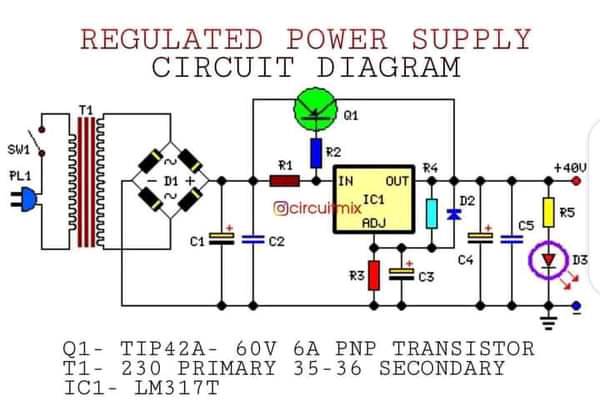 REGULATED POWER SUPPLY
CIRCUIT DIAGRAM
T1
Q1
SW1
R2
R1
R4
+40V
PL1
IN OUT
D1
IC1
D2
circuitmix
ADJ
R5
C5
C1
C2
C4
D3
R3
C3
Q1- TIP42A- 60V 6A PNP TRANSISTOR
T1- 230 PRIMARY 35-36 SECONDARY
IC1- LM317T